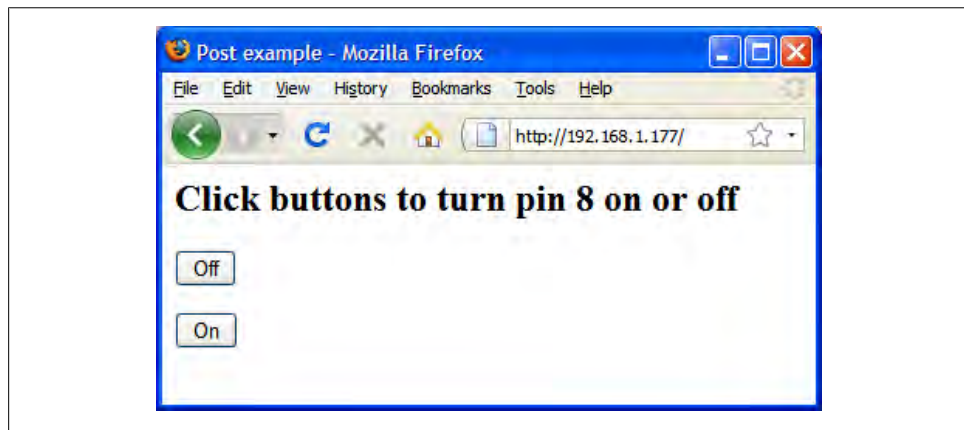 Post example - Mozilla Firefox
File Edit View History Bookmarks Tools Help
http://192.168.1.177/
Click buttons to turn pin 8 on or off
Off
On